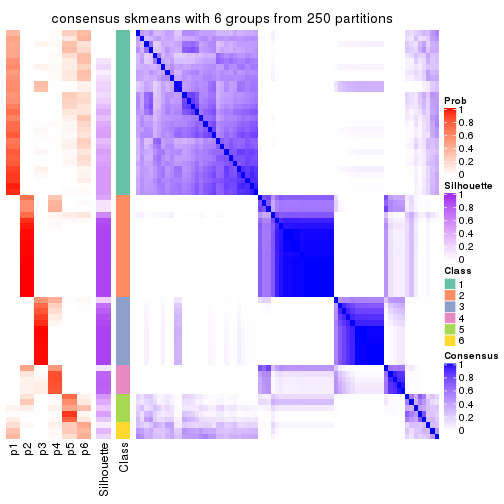 consensus skmeans with 6 groups from 250 partitions
Prob
1
0.8
0.6
0.4
0.2
0
Silhouette
1
0.8
0.6
0.4
0.2
0
Class
1
2
3
4
5
6
Consensus
1
0.8
0.6
0.4
0.2
0
p1
p2
p3
p4
p5
p6
Silhouette
Class